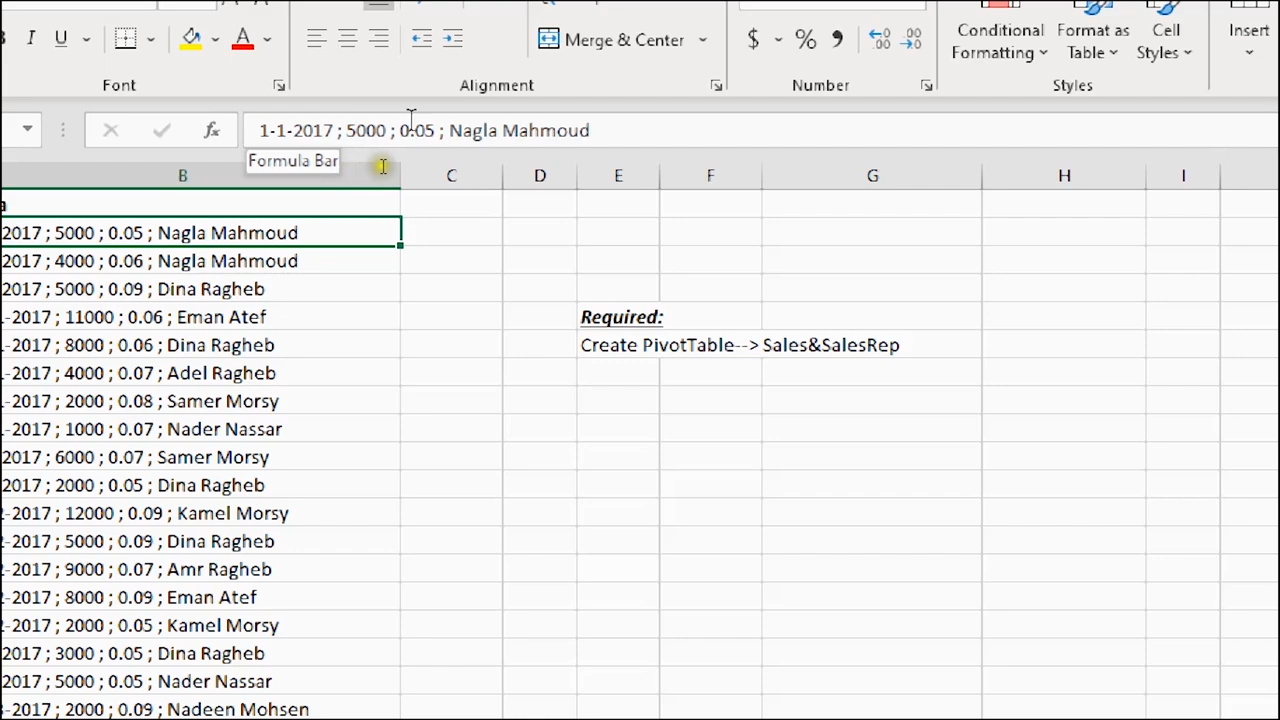 I U A
Merge & Center $ % 9 Conditional Formatting Format as Table Cell Styles Insert
Font Alignment Number Styles
fx 1-1-2017 ; 5000 ; 0.05 ; Nagla Mahmoud
Formula Bar
B C D E F G H I
a
2017 ; 5000 ; 0.05 ; Nagla Mahmoud
2017 ; 4000 ; 0.06 ; Nagla Mahmoud
2017 ; 5000 ; 0.09 ; Dina Ragheb
-2017 ; 11000 ; 0.06 ; Eman Atef
Required:
-2017 ; 8000 ; 0.06 ; Dina Ragheb
Create PivotTable--> Sales&SalesRep
-2017 ; 4000 ; 0.07 ; Adel Ragheb
-2017 ; 2000 ; 0.08 ; Samer Morsy
-2017 ; 1000 ; 0.07 ; Nader Nassar
2017 ; 6000 ; 0.07 ; Samer Morsy
2017 ; 2000 ; 0.05 ; Dina Ragheb
-2017 ; 12000 ; 0.09 ; Kamel Morsy
-2017 ; 5000 ; 0.09 ; Dina Ragheb
-2017 ; 9000 ; 0.07 ; Amr Ragheb
-2017 ; 8000 ; 0.09 ; Eman Atef
-2017 ; 2000 ; 0.05 ; Kamel Morsy
2017 ; 3000 ; 0.05 ; Dina Ragheb
2017 ; 5000 ; 0.05 ; Nader Nassar
-2017 ; 2000 ; 0.09 ; Nadeen Mohsen